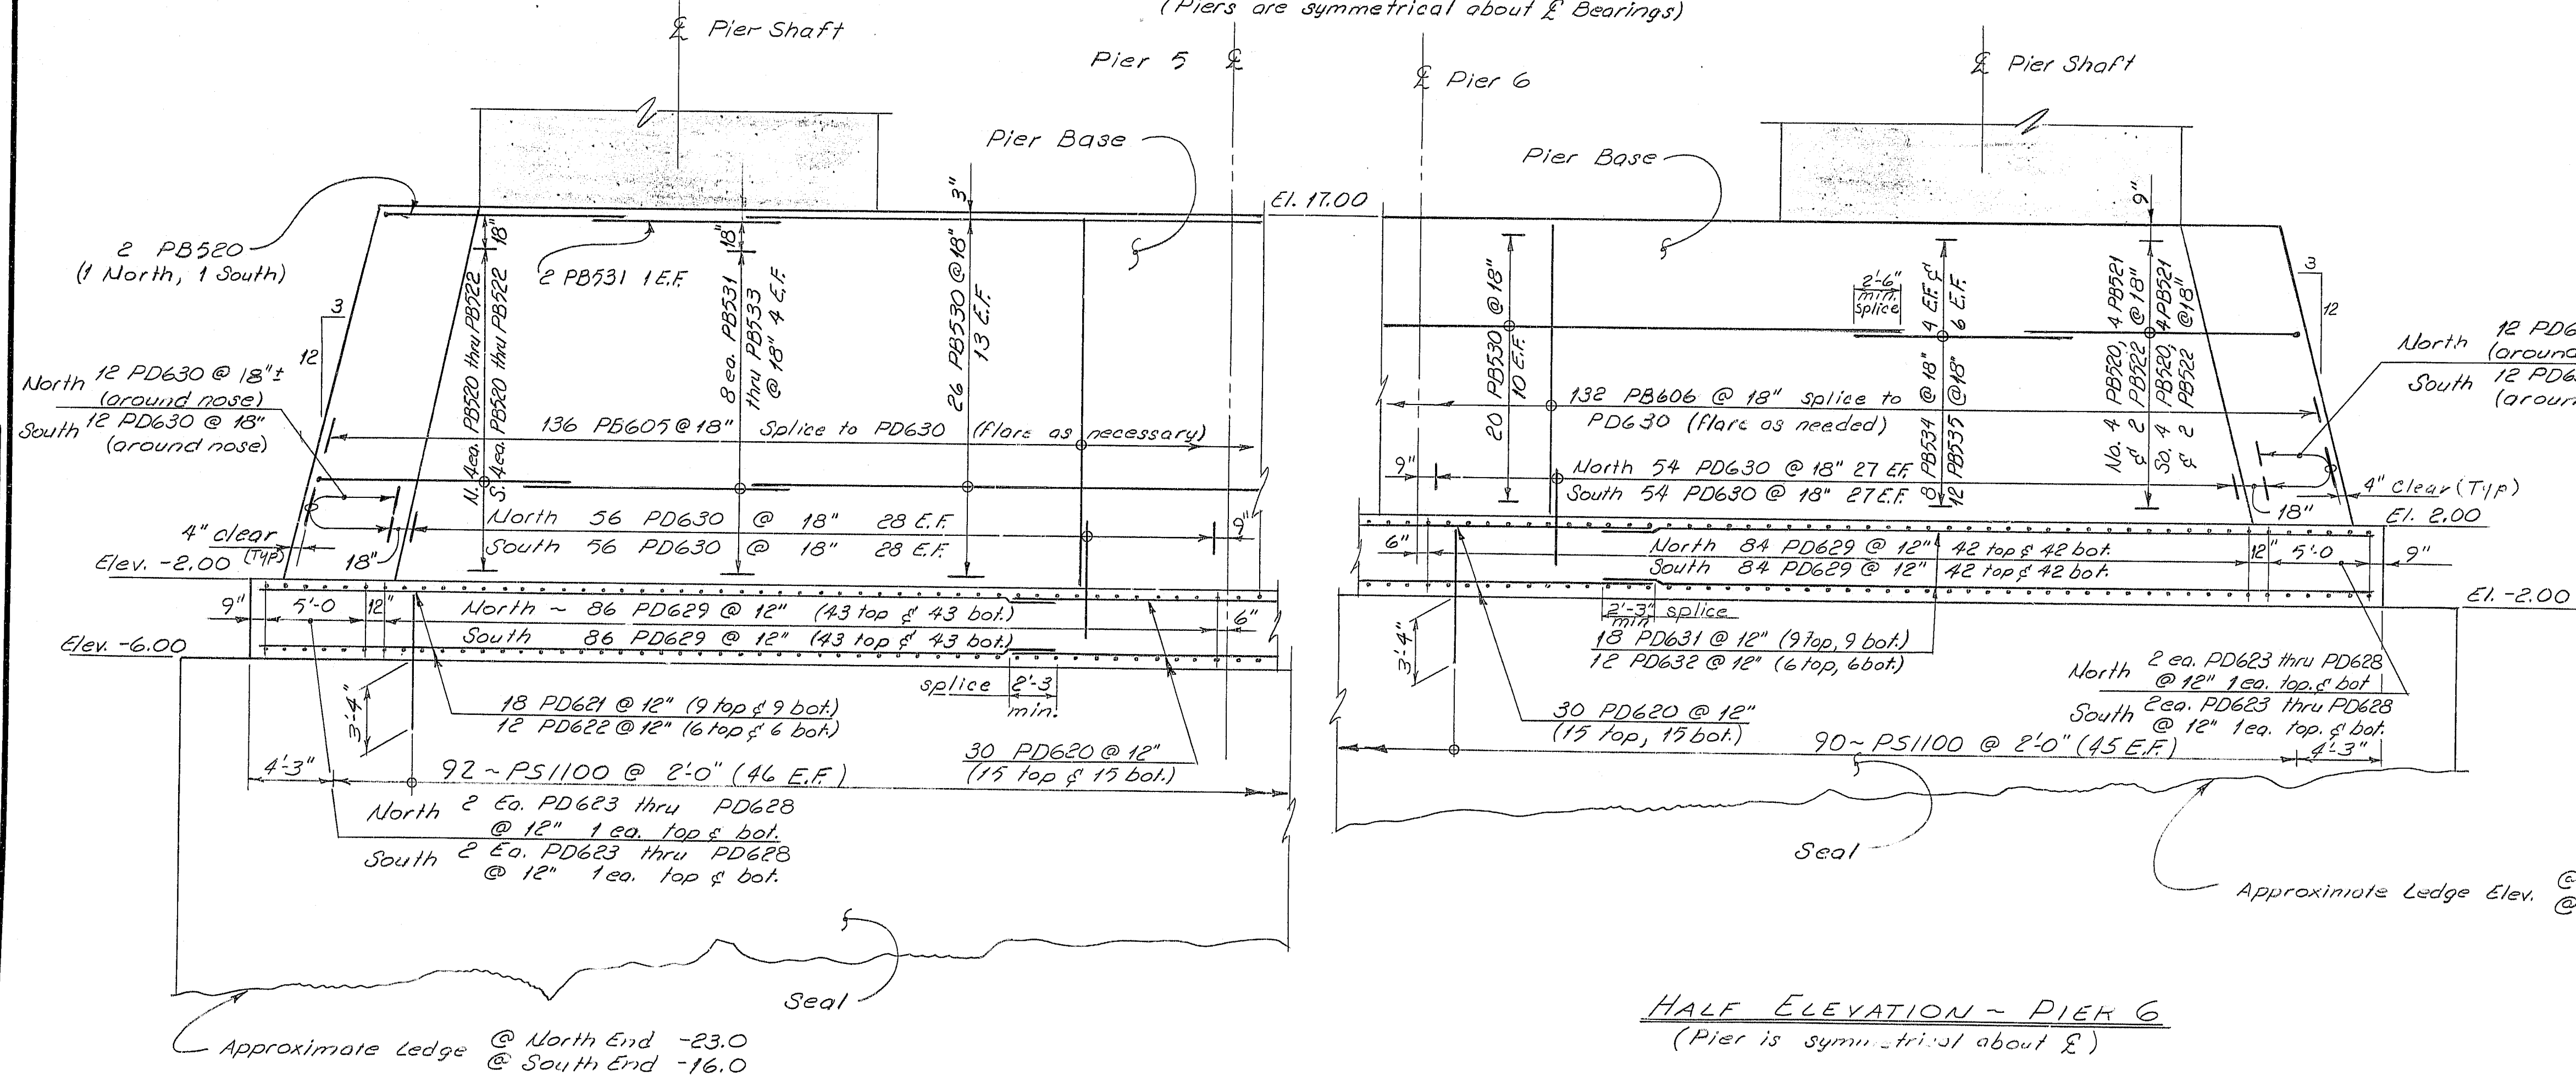 (Piers are symmetrical about ℄ Bearings)
℄ Pier Shaft
Pier 5 ℄
℄ Pier 6
℄ Pier Shaft
Pier Base
Pier Base
El. 17.00
2 PB520
(1 North, 1 South)
2 PB531 1 E.F.
18"
18"
3"
9"
3
12
3
12
N. 4ea. PB520 thru PB522
S. 4ea. PB520 thru PB522
8 ea. PB531
thru PB533
@ 18" 4 E.F.
26 PB530 @ 18"
13 E.F.
North 12 PD630 @ 18"±
(around nose)
South 12 PD630 @ 18"
(around nose)
136 PB605 @ 18" Splice to PD630 (flare as necessary)
North 56 PD630 @ 18" 28 E.F.
South 56 PD630 @ 18" 28 E.F.
9"
4" clear
(Typ)
18"
Elev. -2.00
9"
5'-0
12"
North ~ 86 PD629 @ 12" (43 top & 43 bot.)
South 86 PD629 @ 12" (43 top & 43 bot.)
6"
Elev. -6.00
splice 2'-3
min.
3'-4"
18 PD621 @ 12" (9 top & 9 bot.)
12 PD622 @ 12" (6 top & 6 bot.)
30 PD620 @ 12"
(15 top & 15 bot.)
4'-3"
92 ~ PS1100 @ 2'-0" (46 E.F.)
North 2 Ea. PD623 thru PD628
@ 12" 1 ea. top & bot.
South 2 Ea. PD623 thru PD628
@ 12" 1 ea. top & bot.
Seal
Approximate Ledge @ North End -23.0
@ South End -16.0
20 PB530 @ 18"
10 E.F.
2'-6"
min.
splice
8 PB534 @ 18" 4 E.F. &
12 PB535 @ 18" 6 E.F.
No. 4 PB520, 4 PB521
& 2 PB522 @ 18"
So. 4 PB520, 4 PB521
& 2 PB522 @ 18"
132 PB606 @ 18" splice to
PD630 (flare as needed)
9"
North 54 PD630 @ 18" 27 E.F.
South 54 PD630 @ 18" 27 E.F.
North 12
(around
South 12
4" Clear (Typ)
18"
El. 2.00
6"
North 84 PD629 @ 12" 42 top & 42 bot.
South 84 PD629 @ 12" 42 top & 42 bot.
12"
5'-0
9"
El. -2.00
2'-3" splice
min
3'-4"
18 PD631 @ 12" (9 top, 9 bot.)
12 PD632 @ 12" (6 top, 6 bot.)
30 PD620 @ 12"
(15 top, 15 bot.)
North 2 ea. PD623 thru PD628
@ 12" 1 ea. top. & bot
South 2 ea. PD623 thru PD628
@ 12" 1 ea. top. & bot.
90 ~ PS1100 @ 2'-0" (45 E.F.)
4'-3"
Seal
Approximate Ledge Elev. @
@
HALF ELEVATION ~ PIER 6
(Pier is about ℄)